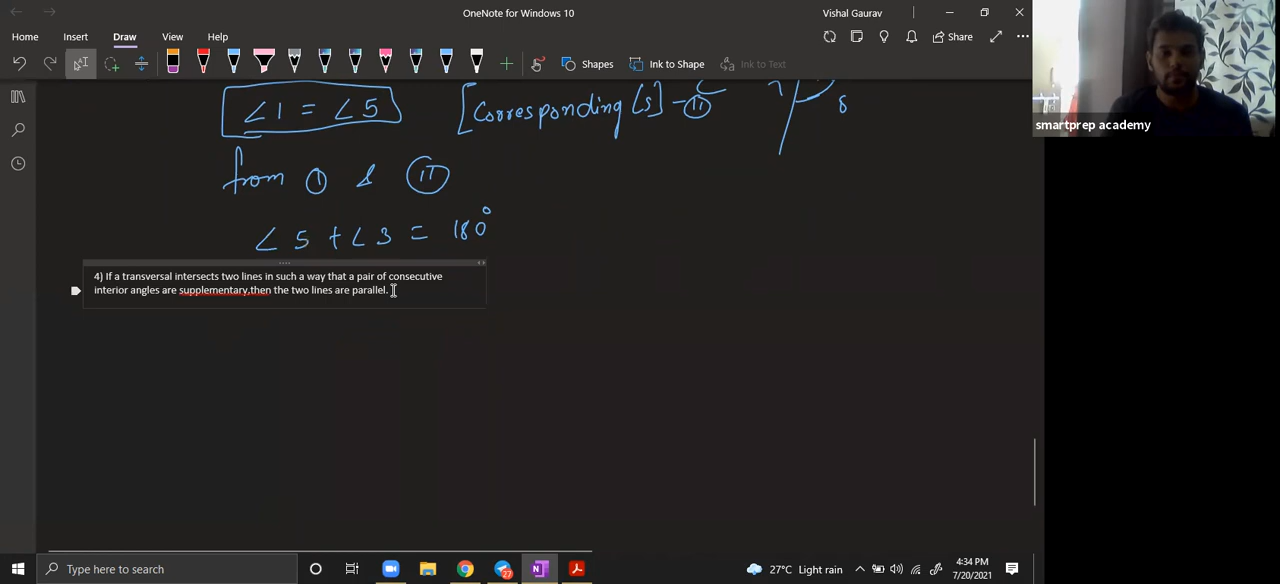 OneNote for Windows 10
Vishal Gaurav
Home Insert Draw View Help
Share
Shapes Ink to Shape Ink to Text
∠1 = ∠5 [Corresponding ∠s] - II
8
from I & II
∠5 + ∠3 = 180°
4) If a transversal intersects two lines in such a way that a pair of consecutive
interior angles are supplementary,then the two lines are parallel.
smartprep academy
Type here to search
27
27°C Light rain
4:34 PM
7/20/2021